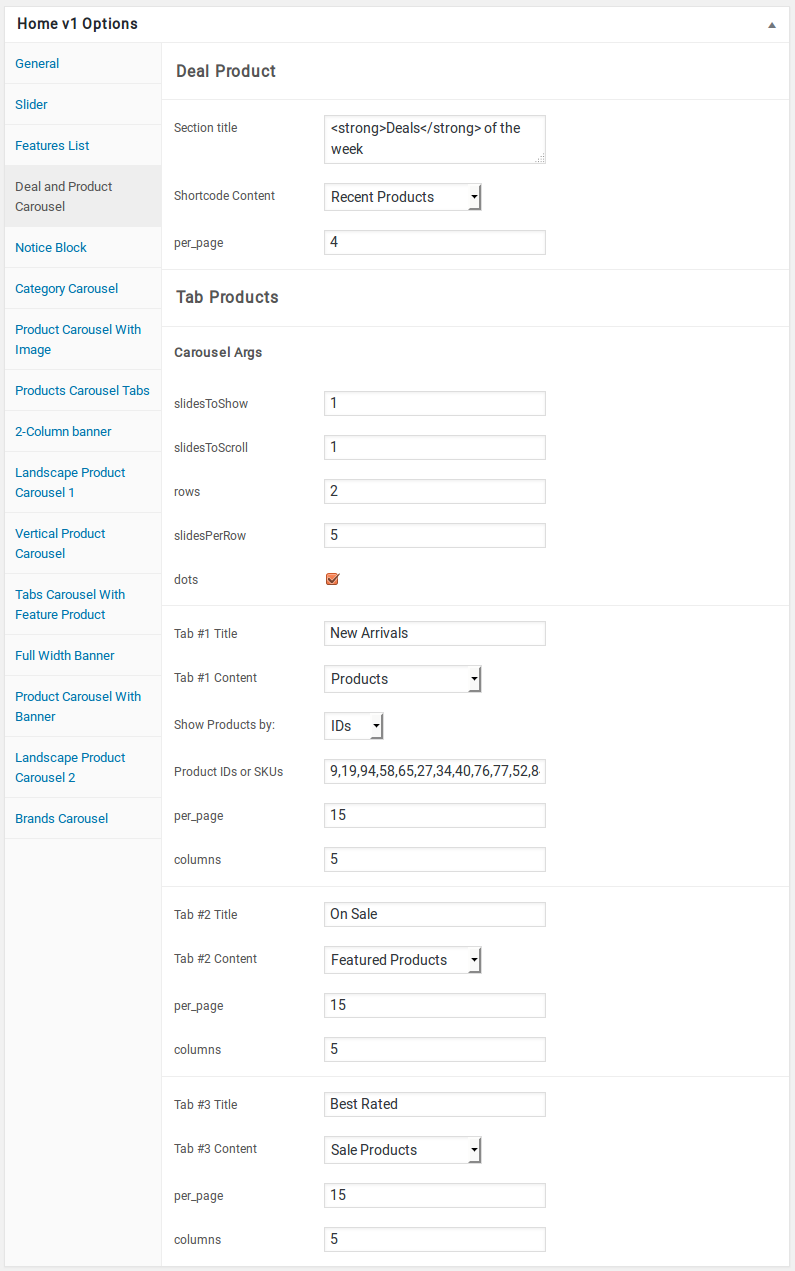 Home v1 Options
General
Slider
Features List
Deal and Product
Carousel
Notice Block
Category Carousel
Product Carousel With
Image
Products Carousel Tabs
2-Column banner
Landscape Product
Carousel 1
Vertical Product
Carousel
Tabs Carousel With
Feature Product
Full Width Banner
Product Carousel With
Banner
Landscape Product
Carousel 2
Brands Carousel
Deal Product
Section title
<strong>Deals</strong> of the
week
Shortcode Content
Recent Products
per_page
4
Tab Products
Carousel Args
slidesToShow
1
slidesToScroll
1
rows
2
slidesPerRow
5
dots
Tab #1 Title
New Arrivals
Tab #1 Content
Products
Show Products by:
IDs
Product IDs or SKUs
9,19,94,58,65,27,34,40,76,77,52,8
per_page
15
columns
5
Tab #2 Title
On Sale
Tab #2 Content
Featured Products
per_page
15
columns
5
Tab #3 Title
Best Rated
Tab #3 Content
Sale Products
per_page
15
columns
5